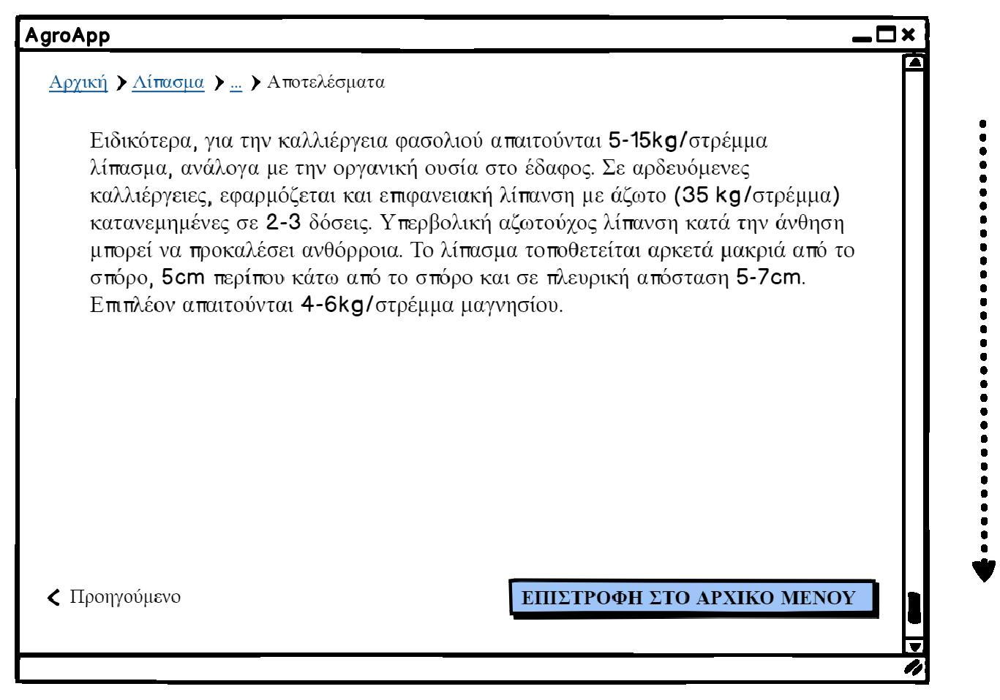 AgroApp
Αρχική > Λίπασμα > ... > Αποτελέσματα
Ειδικότερα, για την καλλιέργεια φασολιού απαιτούνται 5-15kg/στρέμμα
λίπασμα, ανάλογα με την οργανική ουσία στο έδαφος. Σε αρδευόμενες
καλλιέργειες, εφαρμόζεται και επιφανειακή λίπανση με άζωτο (35 kg/στρέμμα)
κατανεμημένες σε 2-3 δόσεις. Υπερβολική αζωτούχος λίπανση κατά την άνθηση
μπορεί να προκαλέσει ανθόρροια. Το λίπασμα τοποθετείται αρκετά μακριά από το
σπόρο, 5cm περίπου κάτω από το σπόρο και σε πλευρική απόσταση 5-7cm.
Επιπλέον απαιτούνται 4-6kg/στρέμμα μαγνησίου.
Προηγούμενο
ΕΠΙΣΤΡΟΦΗ ΣΤΟ ΑΡΧΙΚΟ ΜΕΝΟΥ